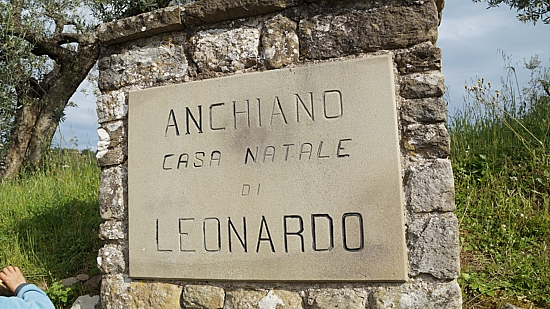 ANCHIANO
CASA NATALE
DI
LEONARDO